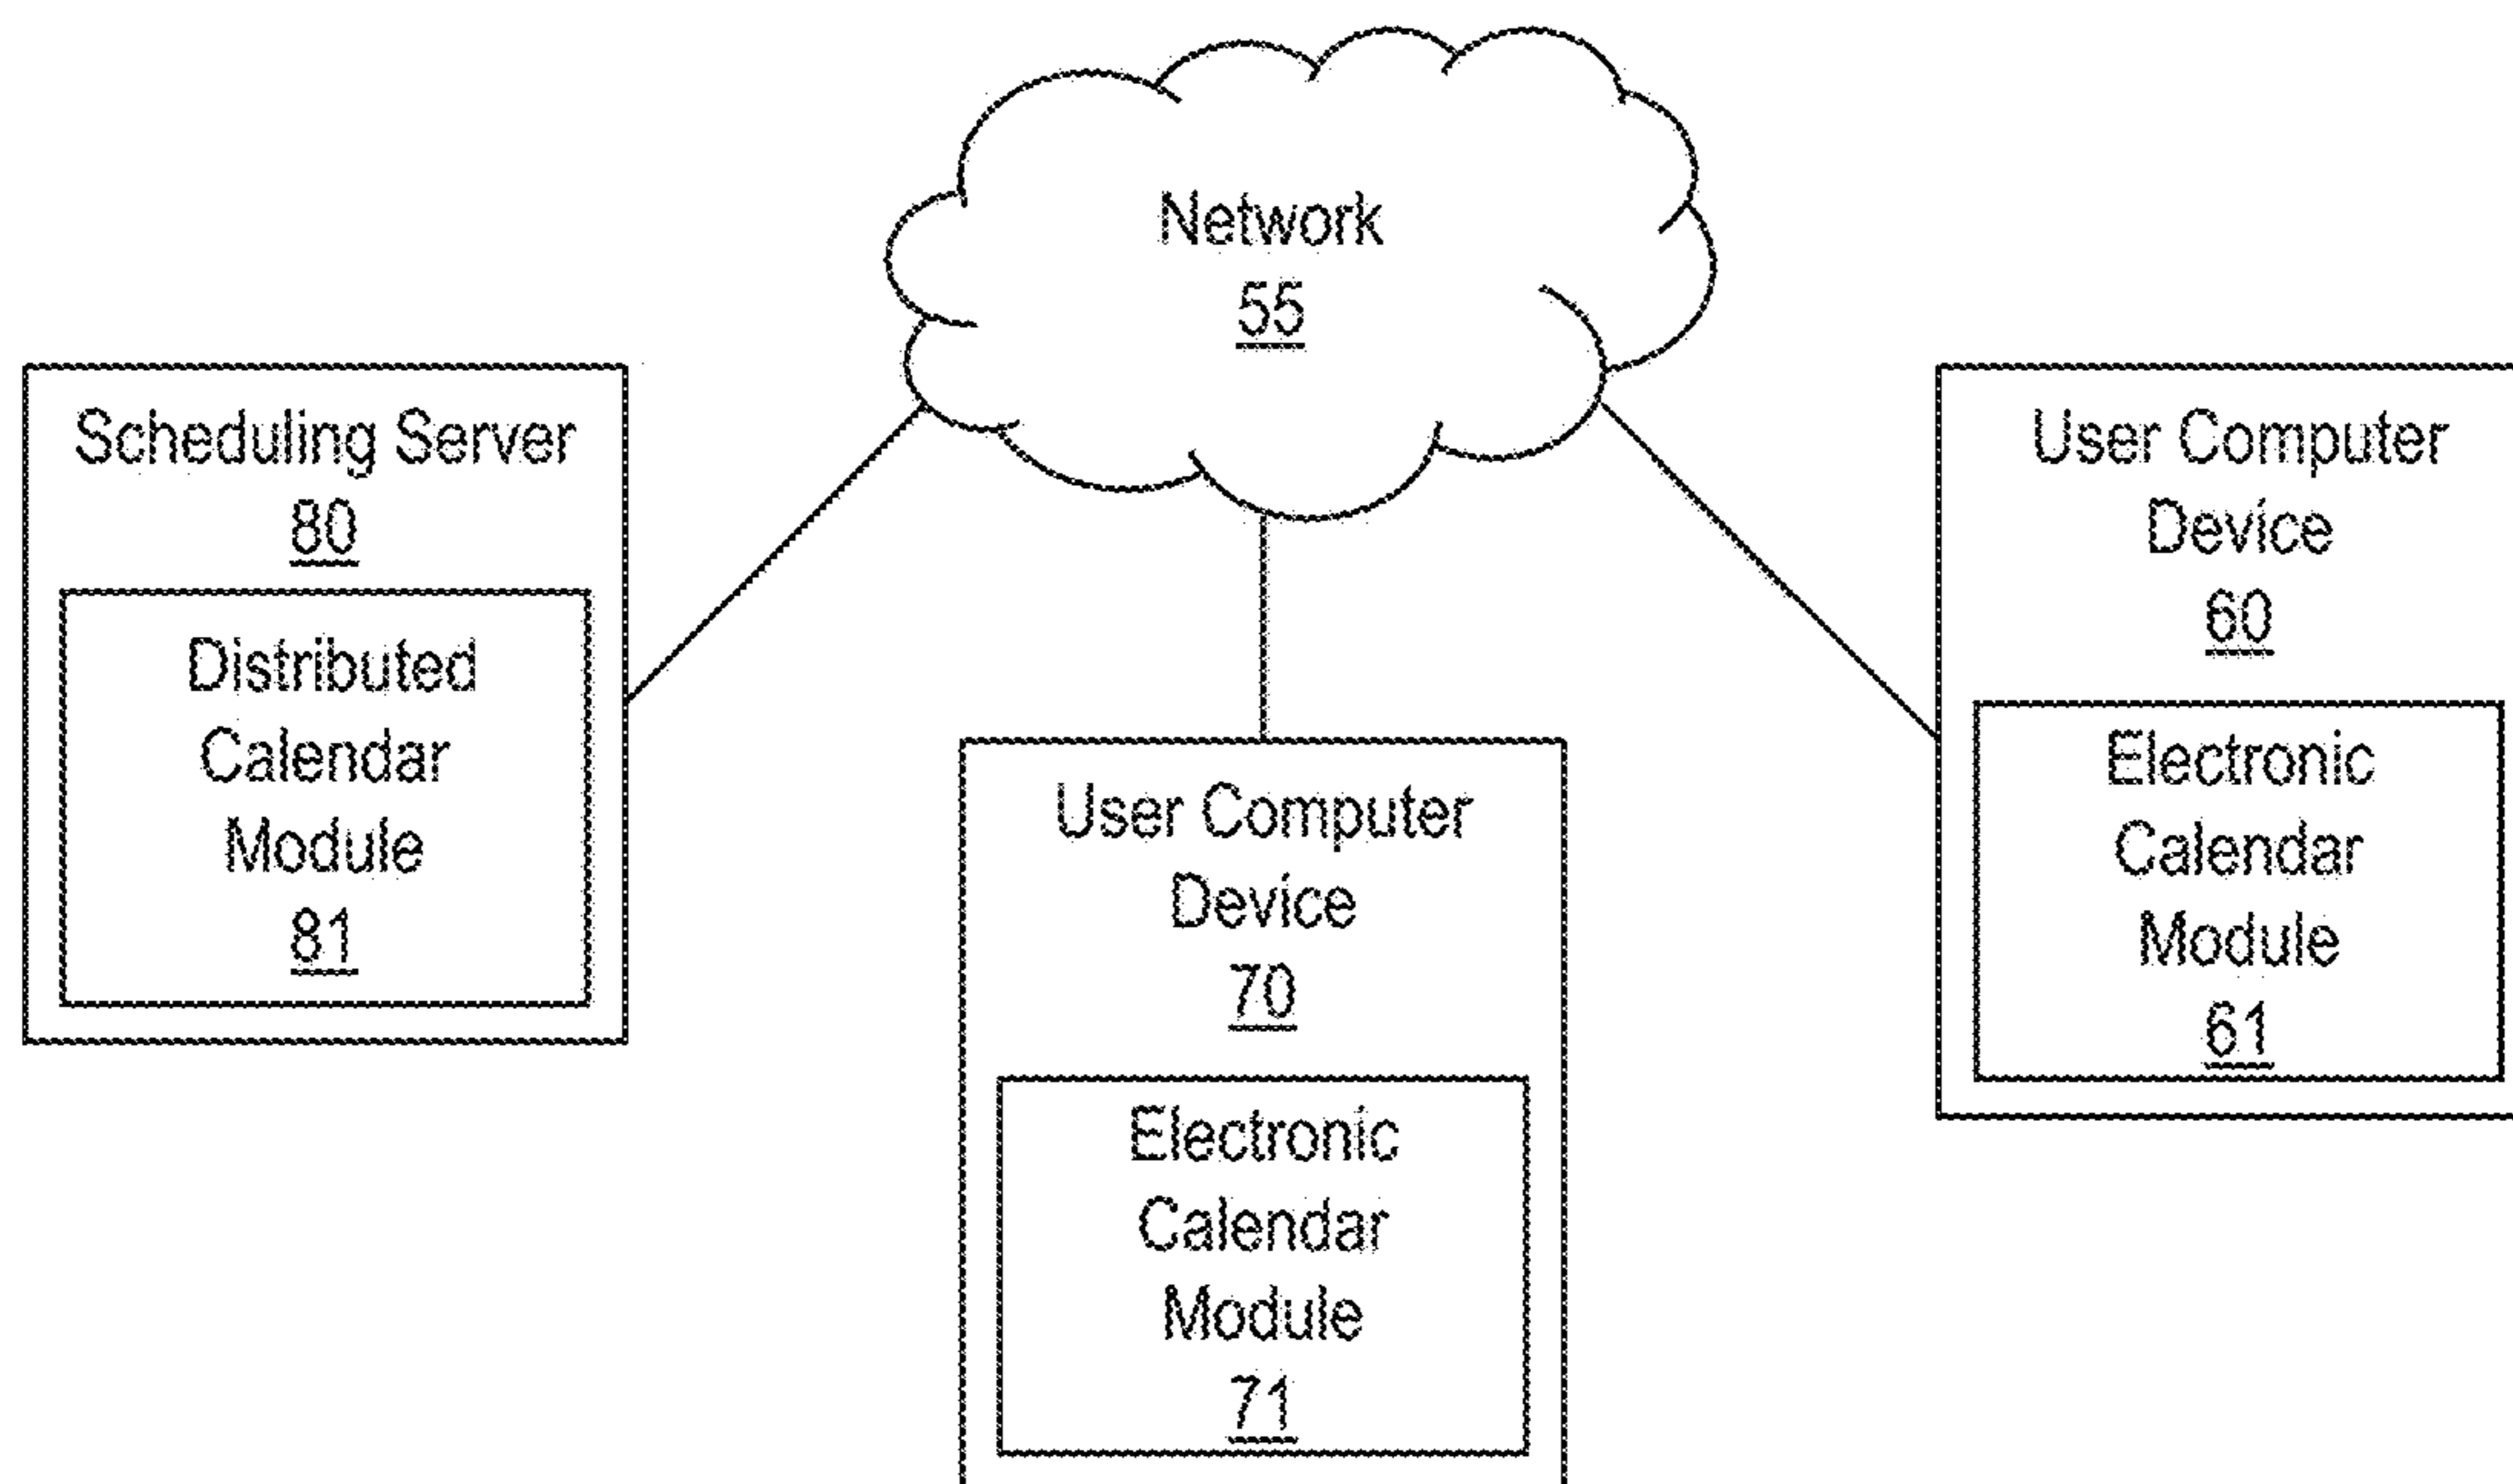 Network
55
Scheduling Server
80
Distributed
Calendar
Module
81
User Computer
Device
70
Electronic
Calendar
Module
71
User Computer
Device
60
Electronic
Calendar
Module
61